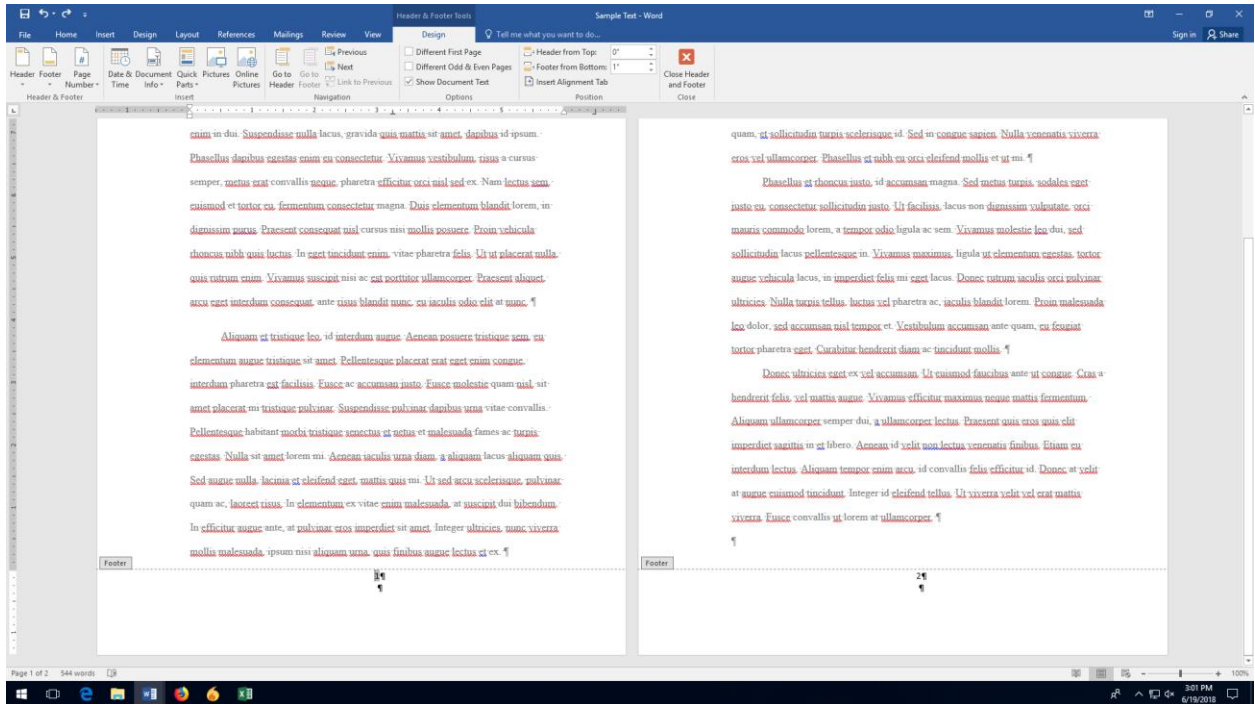 Header & Footer Tools
Sample Text - Word
File Home Insert Design Layout References Mailings Review View Design Tell me what you want to do... Sign in Share
Header Footer Page Number
Header & Footer
Date & Time Document Info Quick Parts Pictures Online Pictures
Insert
Go to Header Go to Footer Previous Next Link to Previous
Navigation
Different First Page
Different Odd & Even Pages
Show Document Text
Options
Header from Top: 0"
Footer from Bottom: 1"
Insert Alignment Tab
Position
Close Header and Footer
Close
enim in dui. Suspendisse nulla lacus, gravida quis mattis sit amet, dapibus id ipsum.
Phasellus dapibus egestas enim eu consectetur. Vivamus vestibulum, risus a cursus
semper, metus erat convallis neque, pharetra efficitur orci nisl sed ex. Nam lectus sem,
euismod et tortor eu, fermentum consectetur magna. Duis elementum blandit lorem, in
dignissim purus. Praesent consequat nisl cursus nisi mollis posuere. Proin vehicula
rhoncus nibh quis luctus. In eget tincidunt enim, vitae pharetra felis. Ut ut placerat nulla,
quis rutrum enim. Vivamus suscipit nisi ac est porttitor ullamcorper. Praesent aliquet,
arcu eget interdum consequat, ante risus blandit nunc, eu iaculis odio elit at nunc. ¶
Aliquam et tristique leo, id interdum augue. Aenean posuere tristique sem, eu
elementum augue tristique sit amet. Pellentesque placerat erat eget enim congue,
interdum pharetra est facilisis. Fusce ac accumsan justo. Fusce molestie quam nisl, sit
amet placerat mi tristique pulvinar. Suspendisse pulvinar dapibus urna vitae convallis.
Pellentesque habitant morbi tristique senectus et netus et malesuada fames ac turpis
egestas. Nulla sit amet lorem mi. Aenean iaculis urna diam, a aliquam lacus aliquam quis.
Sed augue nulla, lacinia et eleifend eget, mattis quis mi. Ut sed arcu scelerisque, pulvinar
quam ac, laoreet risus. In elementum ex vitae enim malesuada, at suscipit dui bibendum.
In efficitur augue ante, at pulvinar eros imperdiet sit amet. Integer ultricies, nunc viverra
mollis malesuada, ipsum nisi aliquam urna, quis finibus augue lectus et ex. ¶
Footer
1¶
¶
quam, et sollicitudin turpis scelerisque id. Sed in congue sapien. Nulla venenatis viverra
eros vel ullamcorper. Phasellus et nibh eu orci eleifend mollis et ut mi. ¶
Phasellus et rhoncus justo, id accumsan magna. Sed metus turpis, sodales eget
justo eu, consectetur sollicitudin justo. Ut facilisis, lacus non dignissim vulputate, orci
mauris commodo lorem, a tempor odio ligula ac sem. Vivamus molestie leo dui, sed
sollicitudin lacus pellentesque in. Vivamus maximus, ligula ut elementum egestas, tortor
augue vehicula lacus, in imperdiet felis mi eget lacus. Donec rutrum iaculis orci pulvinar
ultricies. Nulla turpis tellus, luctus vel pharetra ac, iaculis blandit lorem. Proin malesuada
leo dolor, sed accumsan nisl tempor et. Vestibulum accumsan ante quam, eu feugiat
tortor pharetra eget. Curabitur hendrerit diam ac tincidunt mollis. ¶
Donec ultricies eget ex vel accumsan. Ut euismod faucibus ante ut congue. Cras a
hendrerit felis, vel mattis augue. Vivamus efficitur maximus neque mattis fermentum.
Aliquam ullamcorper semper dui, a ullamcorper lectus. Praesent quis eros quis elit
imperdiet sagittis in et libero. Aenean id velit non lectus venenatis finibus. Etiam eu
interdum lectus. Aliquam tempor enim arcu, id convallis felis efficitur id. Donec at velit
at augue euismod tincidunt. Integer id eleifend tellus. Ut viverra velit vel erat mattis
viverra. Fusce convallis ut lorem at ullamcorper. ¶
¶
Footer
2¶
¶
Page 1 of 2 544 words 100%
3:01 PM
6/19/2018